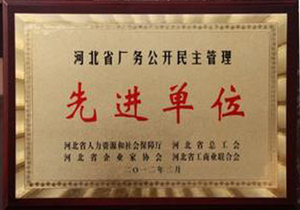 河北省厂务公开民主管理
先进单位
河北省人力资源和社会保障厅 河北省总工会
河北省企业家协会 河北省工商业联合会
二〇一二年二月